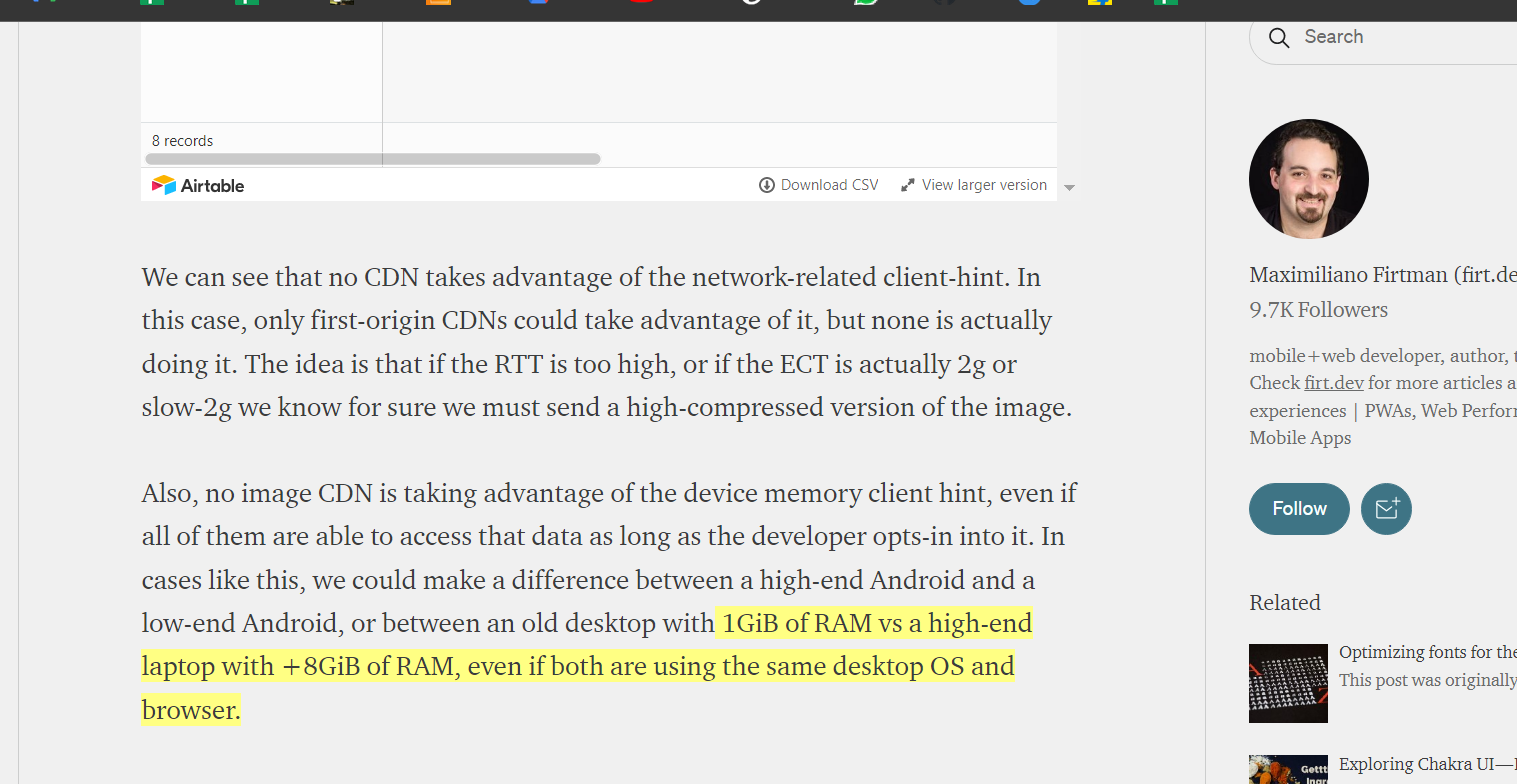 Search
8 records
Airtable
Download CSV
View larger version
We can see that no CDN takes advantage of the network-related client-hint. In
this case, only first-origin CDNs could take advantage of it, but none is actually
doing it. The idea is that if the RTT is too high, or if the ECT is actually 2g or
slow-2g we know for sure we must send a high-compressed version of the image.
Also, no image CDN is taking advantage of the device memory client hint, even if
all of them are able to access that data as long as the developer opts-in into it. In
cases like this, we could make a difference between a high-end Android and a
low-end Android, or between an old desktop with 1GiB of RAM vs a high-end
laptop with +8GiB of RAM, even if both are using the same desktop OS and
browser.
Maximiliano Firtman (firt.de
9.7K Followers
mobile+web developer, author, t
Check firt.dev for more articles a
experiences | PWAs, Web Perfor
Mobile Apps
Follow
Related
Optimizing fonts for the
This post was originally
Exploring Chakra UI—